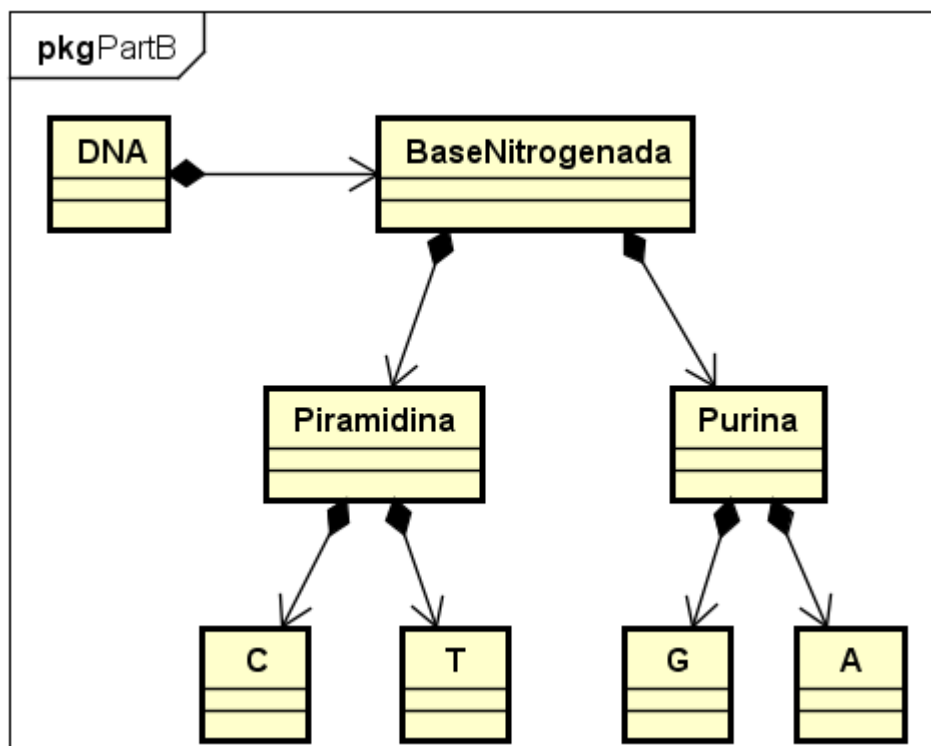 pkgPartB
DNA
BaseNitrogenada
Piramidina
Purina
C
T
G
A